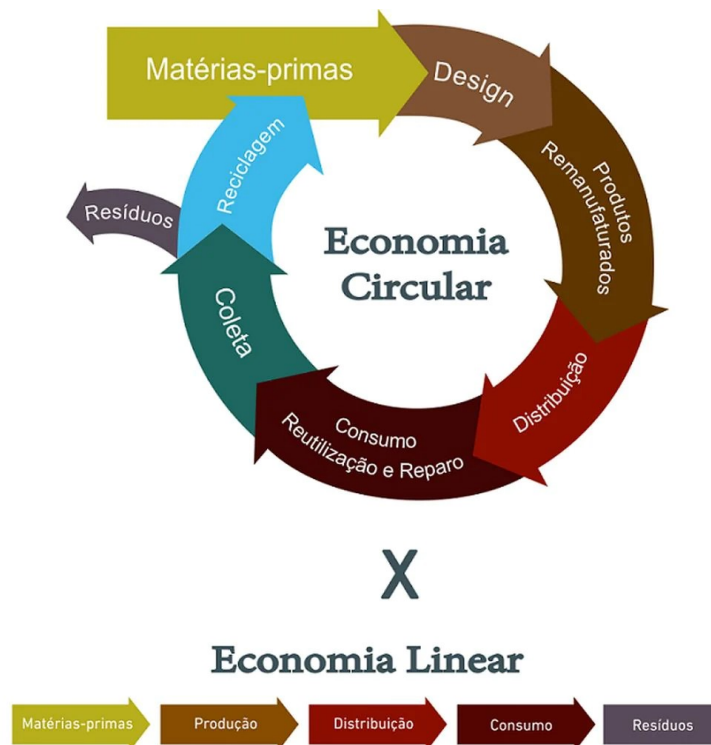 Matérias-primas
Design
Produtos
Remanufaturados
Distribuição
Consumo
Reutilização e Reparo
Coleta
Reciclagem
Resíduos
Economia
Circular
X
Economia Linear
Matérias-primas
Produção
Distribuição
Consumo
Resíduos